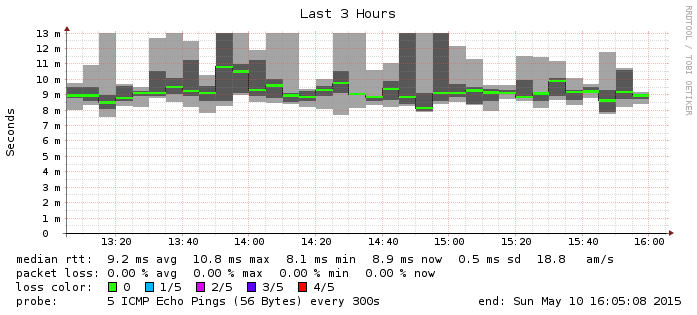 Last 3 Hours
RRDTOOL / TOBI OETIKER
Seconds
13 m
12 m
11 m
10 m
9 m
8 m
7 m
6 m
5 m
4 m
3 m
2 m
1 m
0
13:20 13:40 14:00 14:20 14:40 15:00 15:20 15:40 16:00
median rtt: 9.2 ms avg 10.8 ms max 8.1 ms min 8.9 ms now 0.5 ms sd 18.8 am/s
packet loss: 0.00 % avg 0.00 % max 0.00 % min 0.00 % now
loss color: 0 1/5 2/5 3/5 4/5
probe: 5 ICMP Echo Pings (56 Bytes) every 300s end: Sun May 10 16:05:08 2015